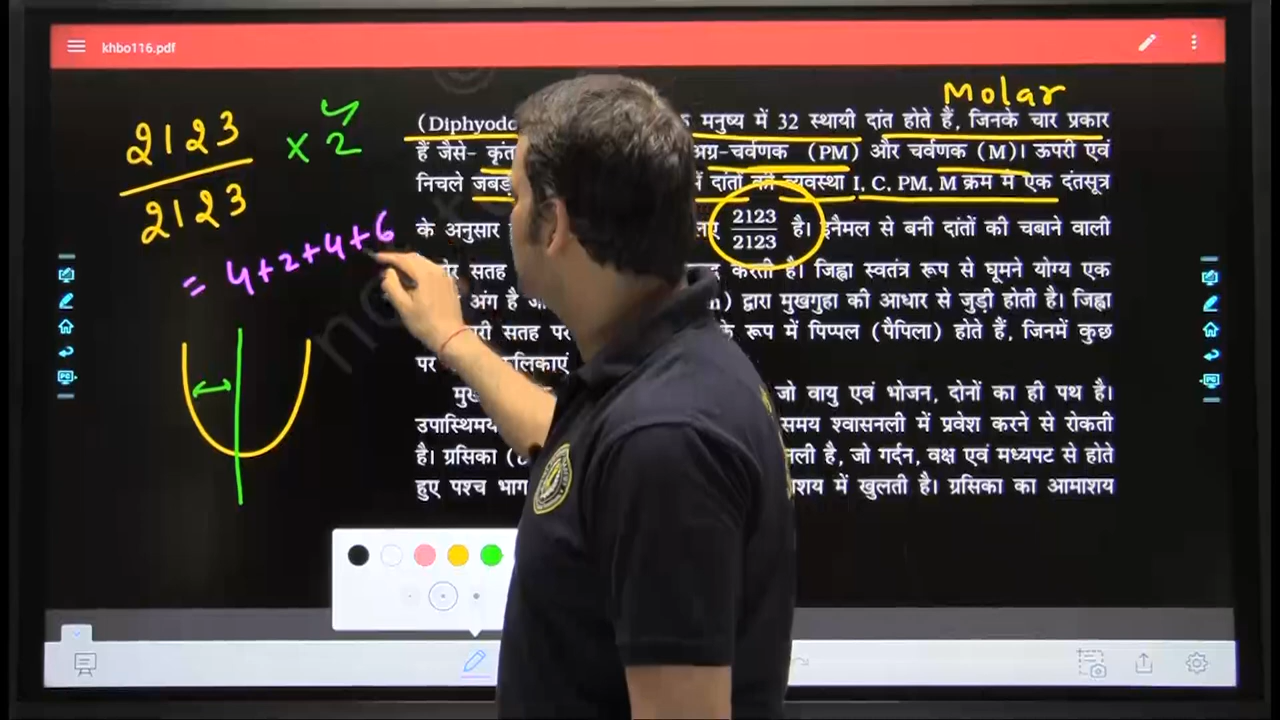 khbo116.pdf
Molar
2123
2123
× 2
= 4+2+4+6
(Diphyodo मनुष्य में 32 स्थायी दांत होते हैं, जिनके चार प्रकार
हैं जैसे- कृंत अग्र-चर्वणक (PM) और चर्वणक (M)। ऊपरी एवं
निचले जबड़ में दांतों की व्यवस्था I, C, PM, M क्रम में एक दंतसूत्र
के अनुसार 2123
2123 है। इनैमल से बनी दांतों की चबाने वाली
सतह करती है। जिह्वा स्वतंत्र रूप से घूमने योग्य एक
अंग है द्वारा मुखगुहा की आधार से जुड़ी होती है। जिह्वा
सतह पर के रूप में पिप्पल (पैपिला) होते हैं, जिनमें कुछ
पर
जो वायु एवं भोजन, दोनों का ही पथ है।
उपास्थिमय समय श्वासनली में प्रवेश करने से रोकती
है। ग्रसिका है, जो गर्दन, वक्ष एवं मध्यपट से होते
हुए पश्च भाग में खुलती है। ग्रसिका का आमाशय